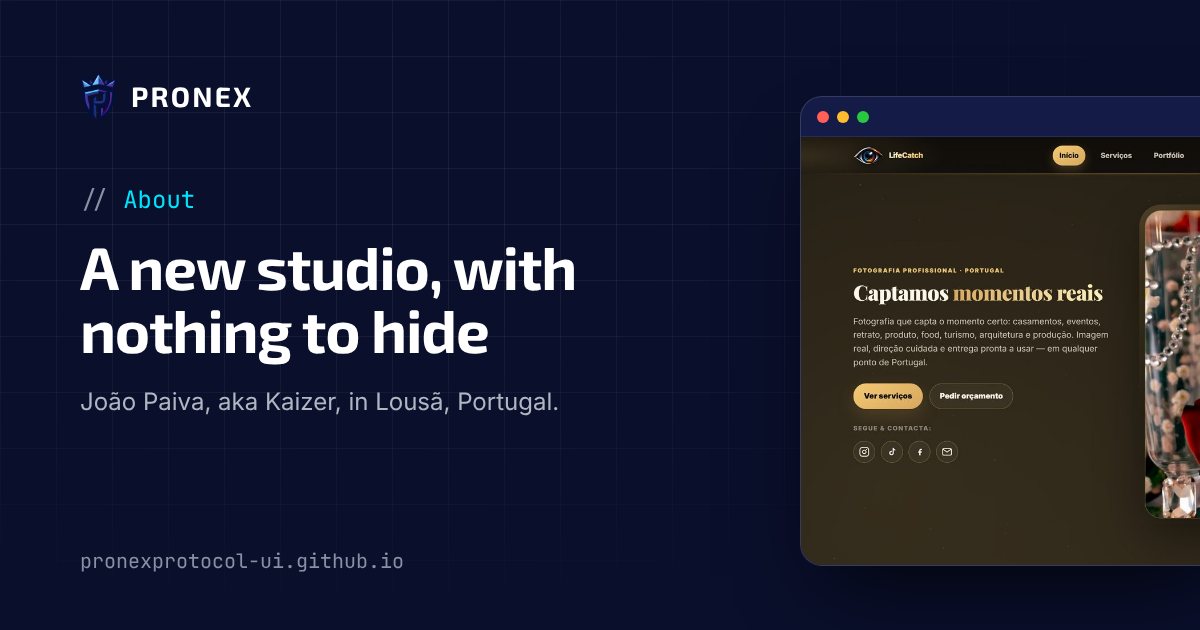 PRONEX
// About
A new studio, with
nothing to hide
João Paiva, aka Kaizer, in Lousã, Portugal.
pronexprotocol-ui.github.io
LifeCatch
Início Serviços Portfólio
FOTOGRAFIA PROFISSIONAL · PORTUGAL
Captamos momentos reais
Fotografia que capta o momento certo: casamentos, eventos,
retrato, produto, food, turismo, arquitetura e produção. Imagem
real, direção cuidada e entrega pronta a usar — em qualquer
ponto de Portugal.
Ver serviços Pedir orçamento
SEGUE & CONTACTA: